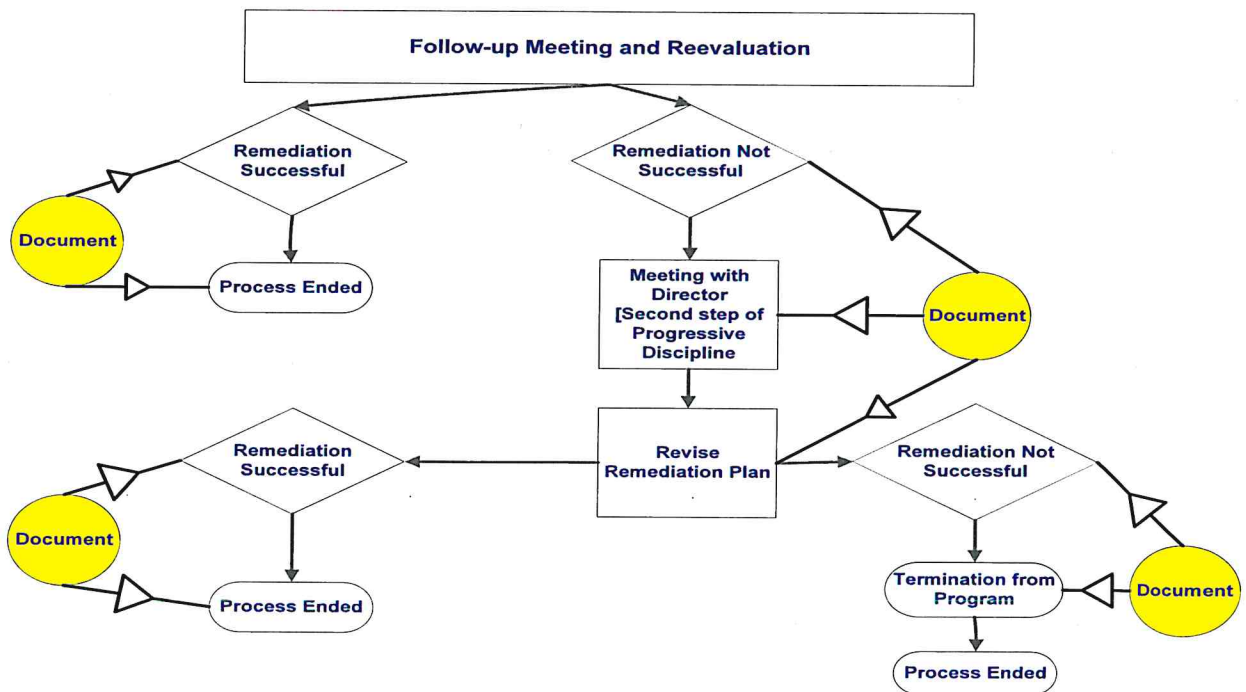 Follow-up Meeting and Reevaluation
Remediation
Successful
Remediation Not
Successful
Document
Process Ended
Meeting with
Director
[Second step of
Progressive
Discipline
Document
Remediation
Successful
Revise
Remediation Plan
Remediation Not
Successful
Document
Process Ended
Termination from
Program
Document
Process Ended